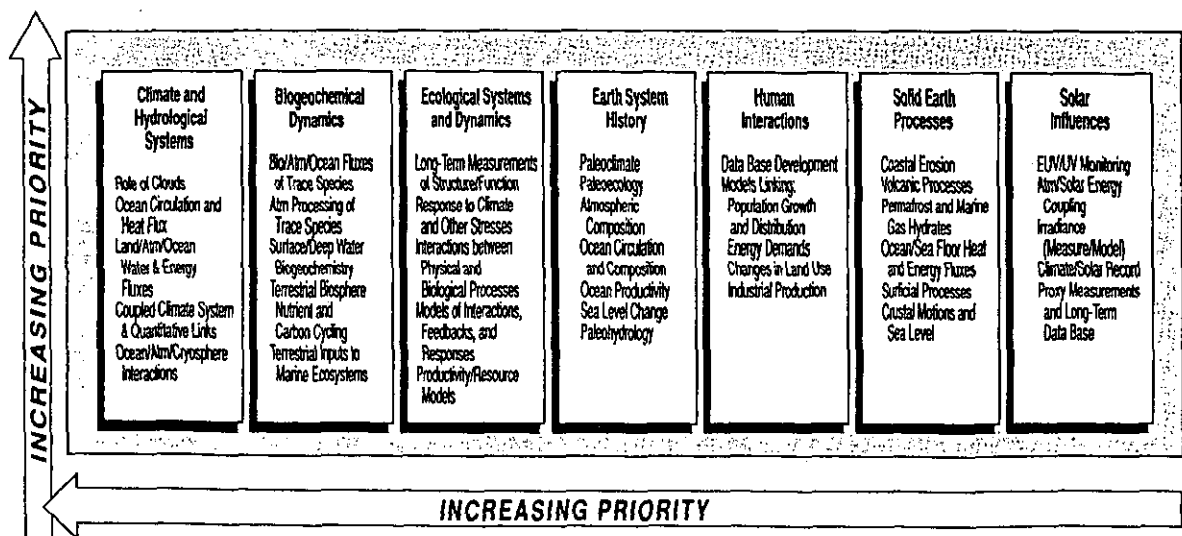 INCREASING PRIORITY
Climate and
Hydrological
Systems
Role of Clouds
Ocean Circulation and
Heat Flux
Land/Atm/Ocean
Water & Energy
Fluxes
Coupled Climate System
& Quantitative Links
Ocean/Atm/Cryosphere
Interactions
Biogeochemical
Dynamics
Bio/Atm/Ocean Fluxes
of Trace Species
Atm Processing of
Trace Species
Surface/Deep Water
Biogeochemistry
Terrestrial Biosphere
Nutrient and
Carbon Cycling
Terrestrial Inputs to
Marine Ecosystems
Ecological Systems
and Dynamics
Long-Term Measurements
of Structure/Function
Response to Climate
and Other Stresses
Interactions between
Physical and
Biological Processes
Models of Interactions,
Feedbacks, and
Responses
Productivity/Resource
Models
Earth System
History
Paleoclimate
Paleoecology
Atmospheric
Composition
Ocean Circulation
and Composition
Ocean Productivity
Sea Level Change
Paleohydrology
Human
Interactions
Data Base Development
Models Linking:
Population Growth
and Distribution
Energy Demands
Changes in Land Use
Industrial Production
Solid Earth
Processes
Coastal Erosion
Volcanic Processes
Permafrost and Marine
Gas Hydrates
Ocean/Sea Floor Heat
and Energy Fluxes
Surficial Processes
Crustal Motions and
Sea Level
Solar
Influences
EUV/UV Monitoring
Atm/Solar Energy
Coupling
Irradiance
(Measure/Model)
Climate/Solar Record
Proxy Measurements
and Long-Term
Data Base
INCREASING PRIORITY